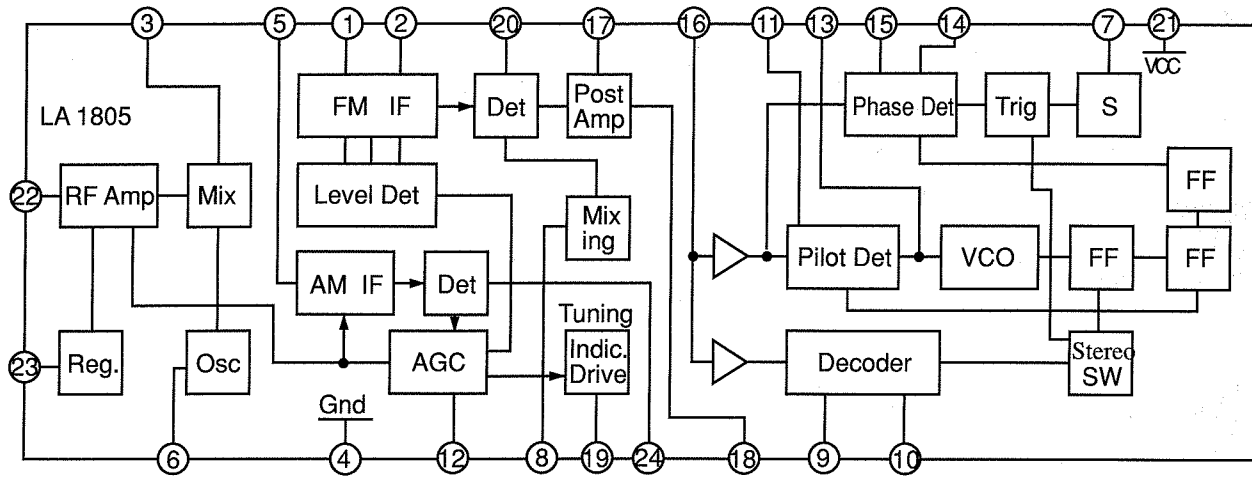 3 5 1 2 20 17 16 11 13 15 14 7 21
VCC
LA 1805
FM IF
Det
Post
Amp
Phase Det
Trig
S
22
RF Amp
Mix
Level Det
Mix
ing
FF
Pilot Det
VCO
FF
FF
AM IF
Det
Tuning
23
Reg.
Osc
AGC
Indic.
Drive
Decoder
Stereo
SW
Gnd
6 4 12 8 19 24 18 9 10